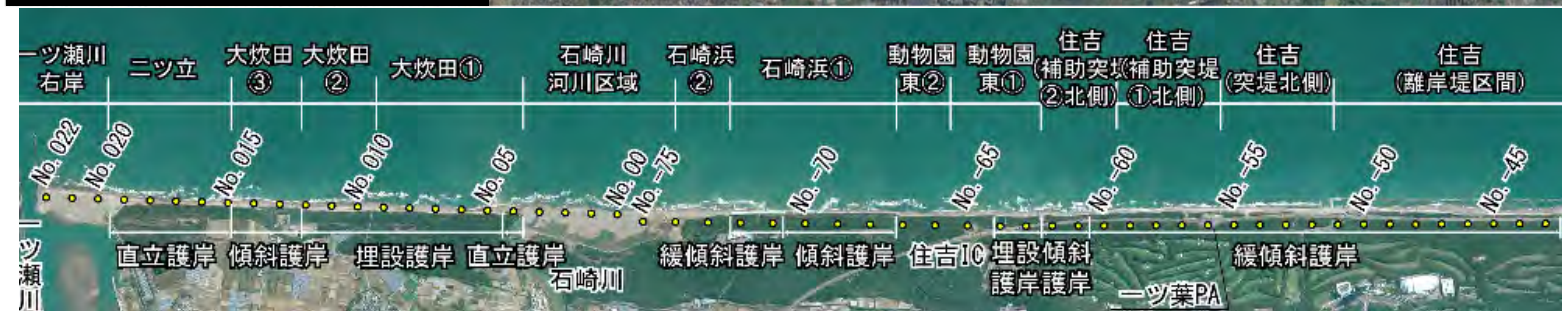 一ツ瀬川
右岸
二ツ立
大炊田
③
大炊田
②
大炊田①
石崎川
河川区域
石崎浜
②
石崎浜①
動物園
東②
動物園
東①
住吉
(補助突堤
②北側)
住吉
(補助突堤
①北側)
住吉
(突堤北側)
住吉
(離岸堤区間)
No. 022
No. 020
No. 015
No. 010
No. 05
No. 00
No. -75
No. -70
No. -65
No. -60
No. -55
No. -50
No. -45
直立護岸
傾斜護岸
埋設護岸
直立護岸
緩傾斜護岸
傾斜護岸
住吉IC
埋設
護岸
傾斜
護岸
緩傾斜護岸
一ツ瀬川
石崎川
一ツ葉PA